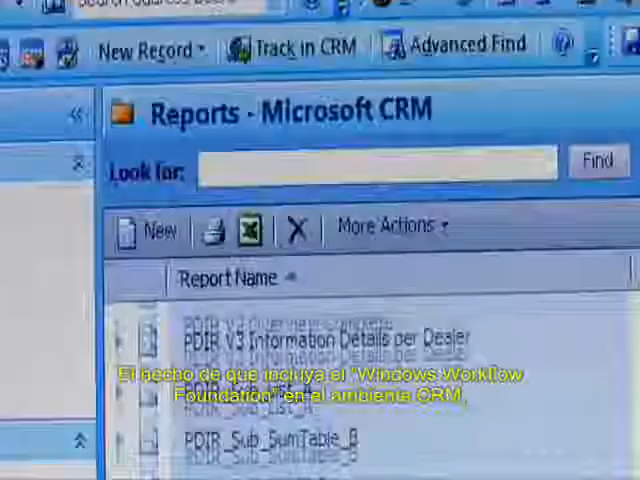 New Record
Track in CRM
Advanced Find
Reports - Microsoft CRM
Look for:
Find
New
More Actions
Report Name
PDIR V3 Information Details per Dealer
El hecho de que incluya el "Windows Workflow
Foundation" en el ambiente CRM,
PDIR_Sub_List_A
PDIR_Sub_SumTable_B